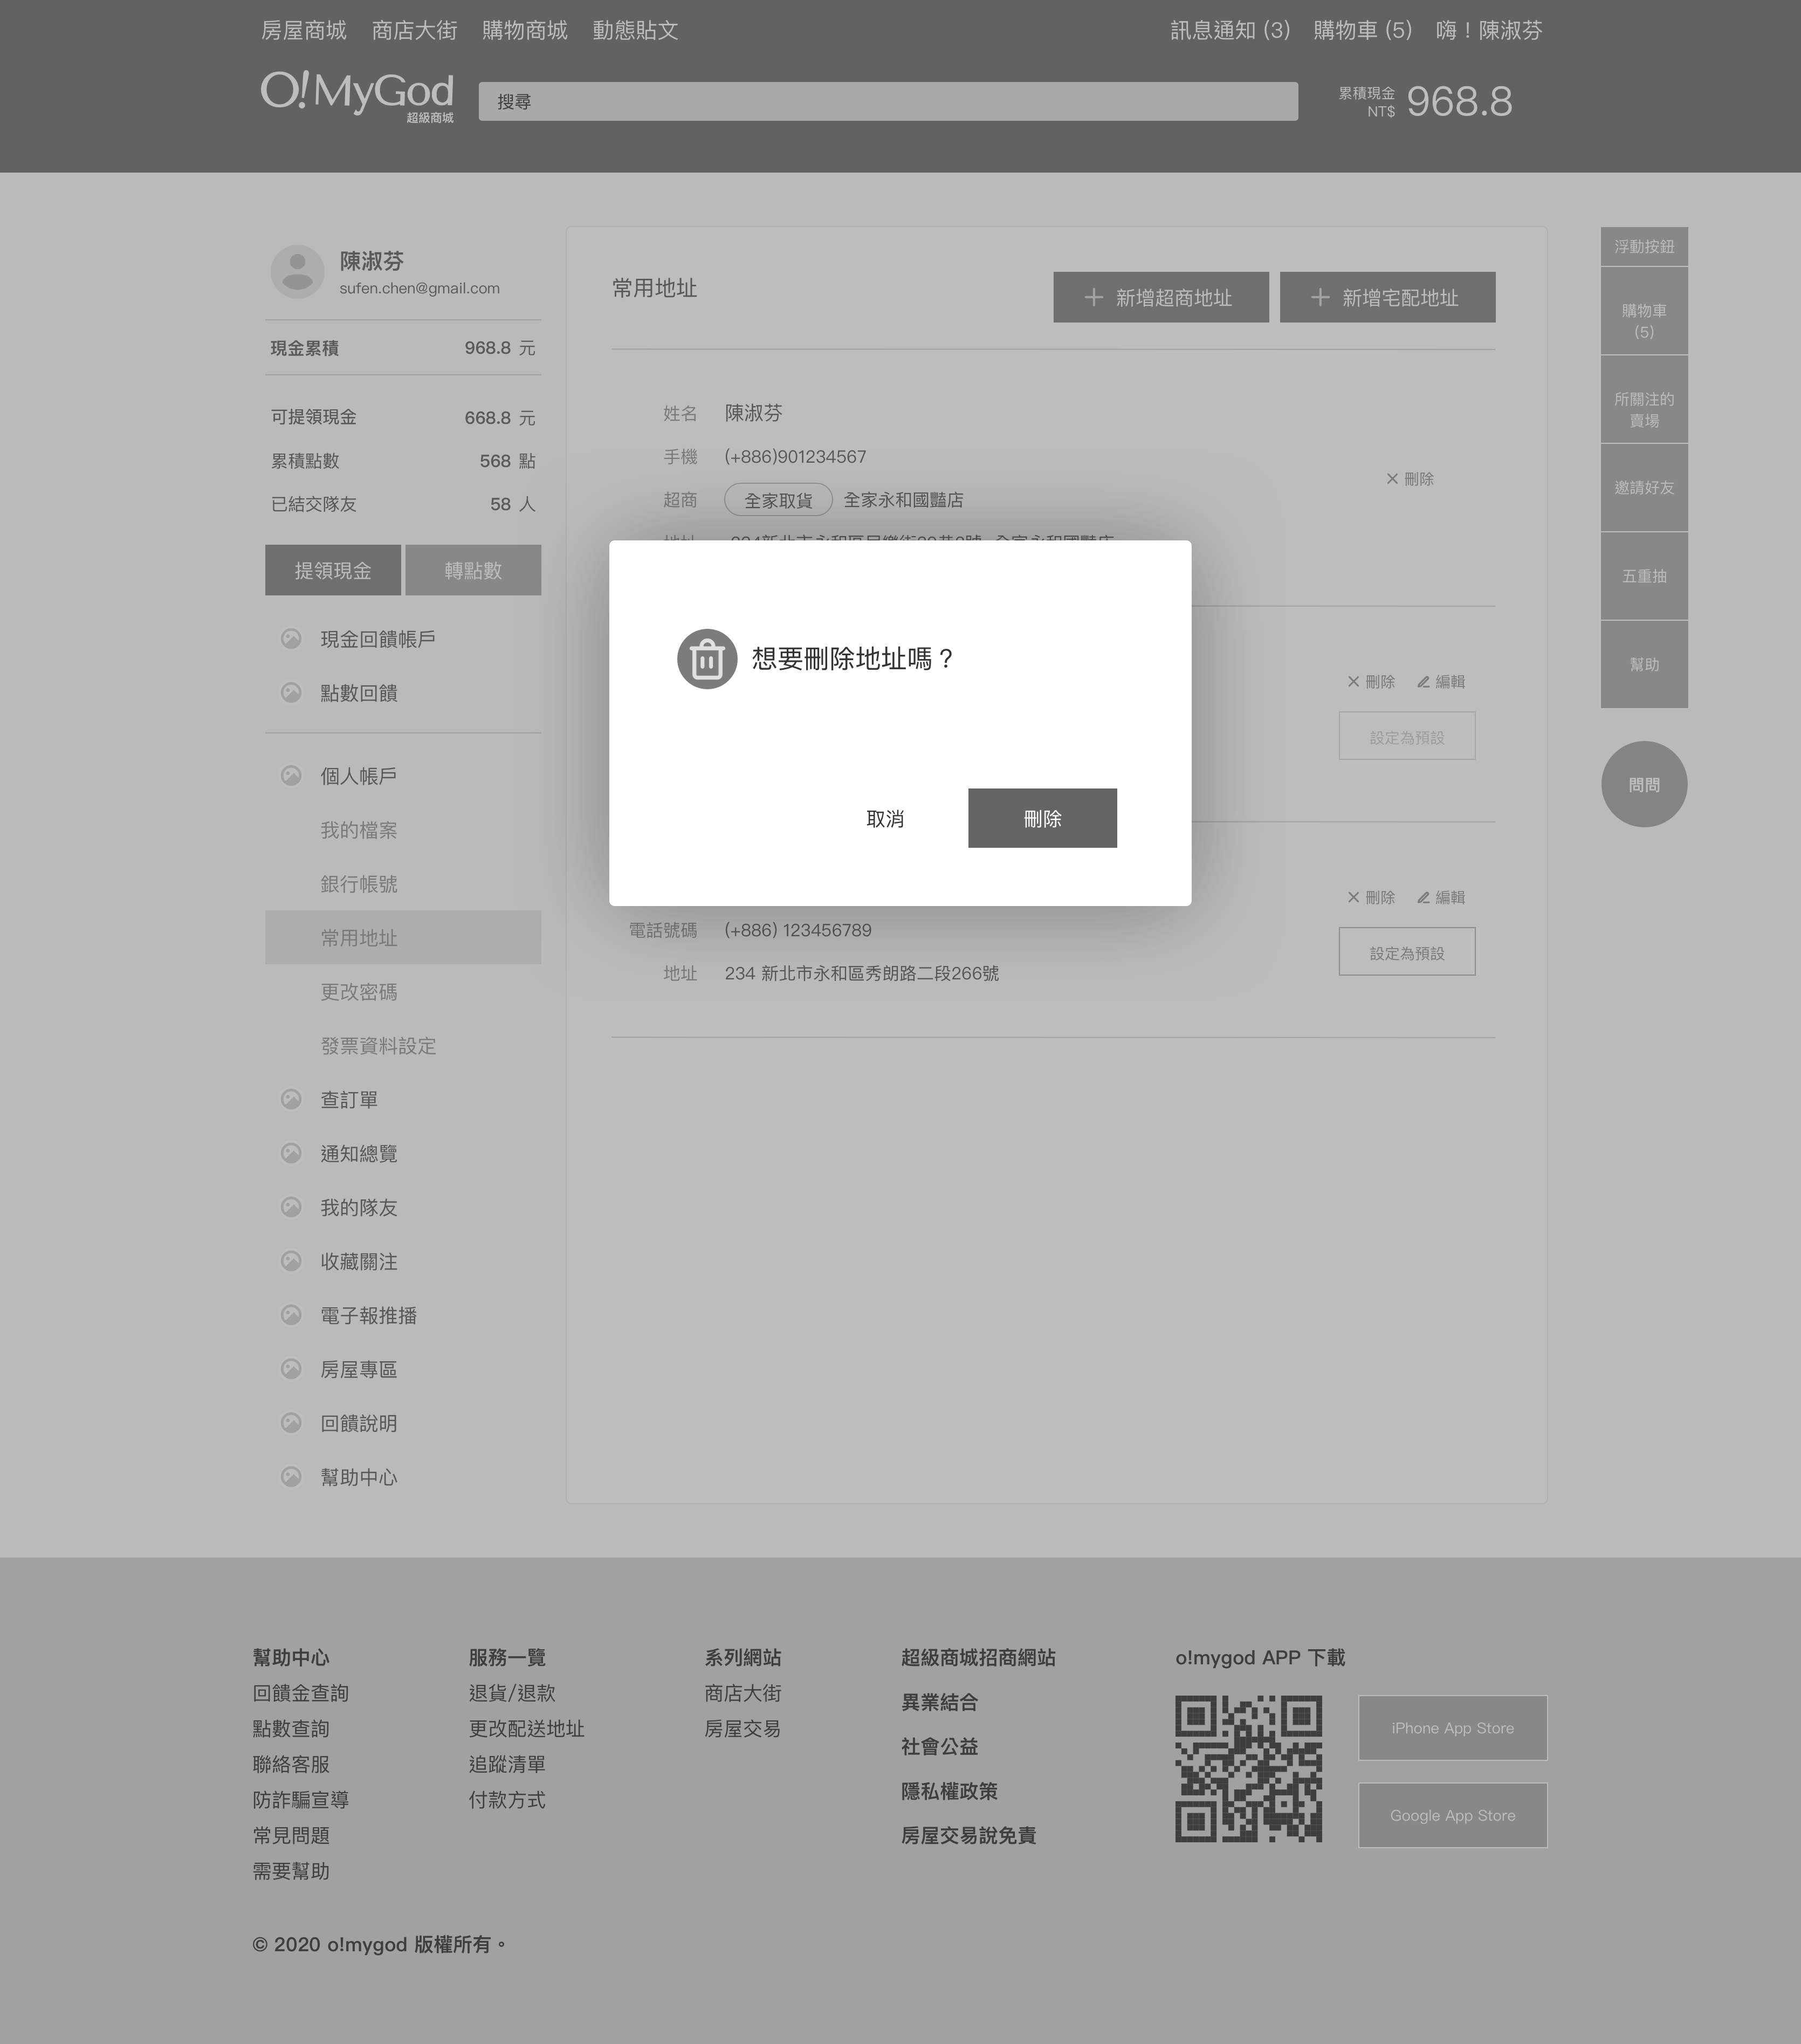 房屋商城 商店大街 購物商城 動態貼文 訊息通知 (3) 購物車 (5) 嗨！陳淑芬
O!MyGod
超級商城
搜尋
累積現金
NT$ 968.8
陳淑芬
sufen.chen@gmail.com
現金累積 968.8 元
可提領現金 668.8 元
累積點數 568 點
已結交隊友 58 人
提領現金 轉點數
現金回饋帳戶
點數回饋
個人帳戶
我的檔案
銀行帳號
常用地址
更改密碼
發票資料設定
查訂單
通知總覽
我的隊友
收藏關注
電子報推播
房屋專區
回饋說明
幫助中心
常用地址
新增超商地址 新增宅配地址
姓名 陳淑芬
手機 (+886)901234567
超商 全家取貨 全家永和國豔店
刪除
想要刪除地址嗎？
取消 刪除
刪除 編輯
設定為預設
刪除 編輯
設定為預設
電話號碼 (+886) 123456789
地址 234 新北市永和區秀朗路二段266號
浮動按鈕
購物車
(5)
所關注的
賣場
邀請好友
五重抽
幫助
問問
幫助中心
回饋金查詢
點數查詢
聯絡客服
防詐騙宣導
常見問題
需要幫助
服務一覽
退貨/退款
更改配送地址
追蹤清單
付款方式
系列網站
商店大街
房屋交易
超級商城招商網站
異業結合
社會公益
隱私權政策
房屋交易說免責
o!mygod APP 下載
iPhone App Store
Google App Store
© 2020 o!mygod 版權所有。